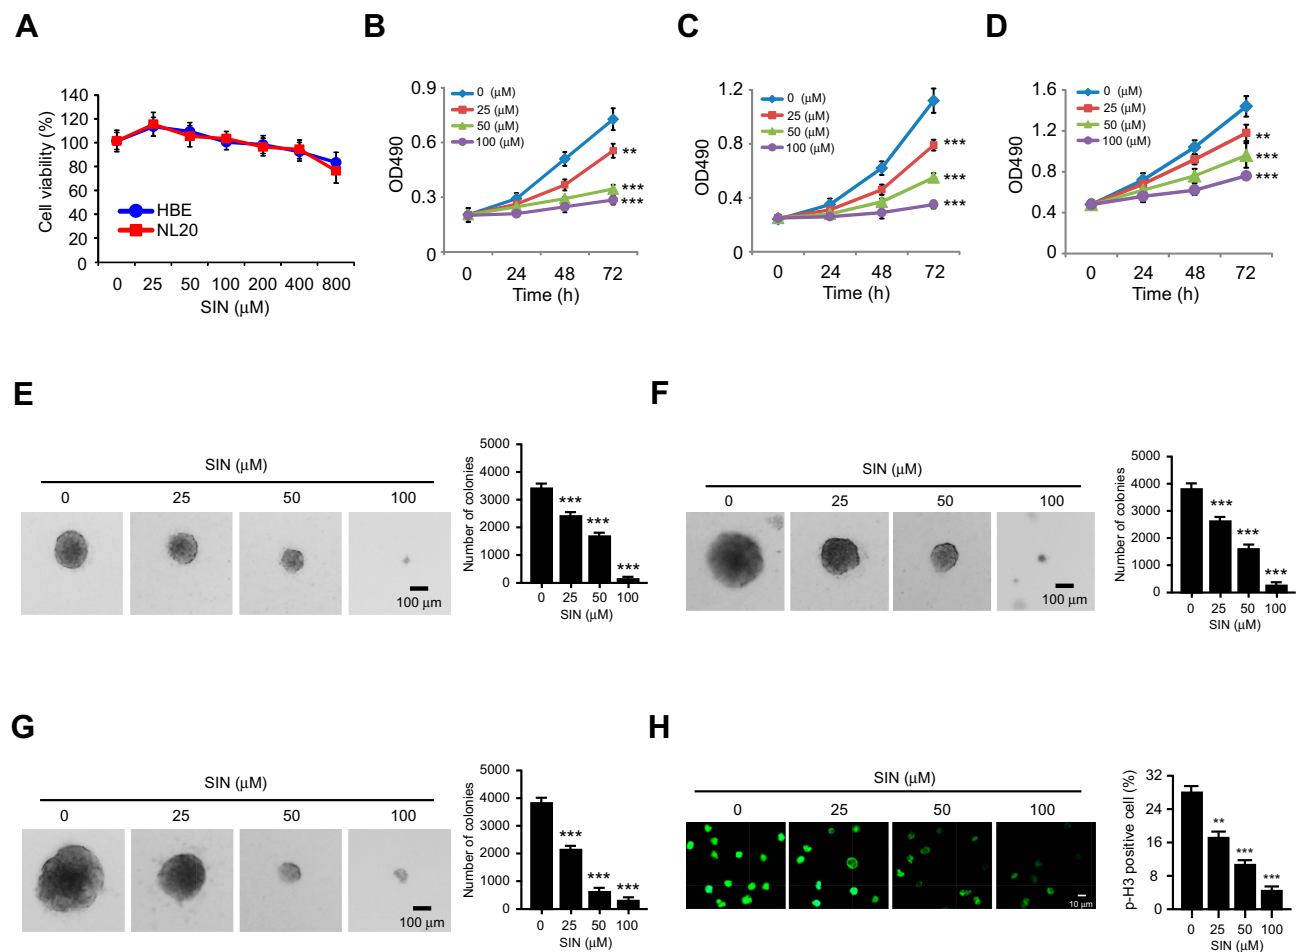 A
B
C
D
Cell viability (%)
140
120
100
80
60
40
20
0
HBE
NL20
0 25 50 100 200 400 800
SIN (μM)
OD490
0.9
0.6
0.3
0
0 (μM)
25 (μM)
50 (μM)
100 (μM)
**
***
***
0 24 48 72
Time (h)
OD490
1.2
0.8
0.4
0
0 (μM)
25 (μM)
50 (μM)
100 (μM)
***
***
***
0 24 48 72
Time (h)
OD490
1.6
1.2
0.8
0.4
0
0 (μM)
25 (μM)
50 (μM)
100 (μM)
**
***
***
0 24 48 72
Time (h)
E
SIN (μM)
0 25 50 100
100 μm
Number of colonies
5000
4000
3000
2000
1000
0
***
***
***
0 25 50 100
SIN (μM)
F
SIN (μM)
0 25 50 100
100 μm
Number of colonies
5000
4000
3000
2000
1000
0
***
***
***
0 25 50 100
SIN (μM)
G
SIN (μM)
0 25 50 100
100 μm
Number of colonies
5000
4000
3000
2000
1000
0
***
***
***
0 25 50 100
SIN (μM)
H
SIN (μM)
0 25 50 100
10 μm
p-H3 positive cell (%)
32
24
16
8
0
**
***
***
0 25 50 100
SIN (μM)